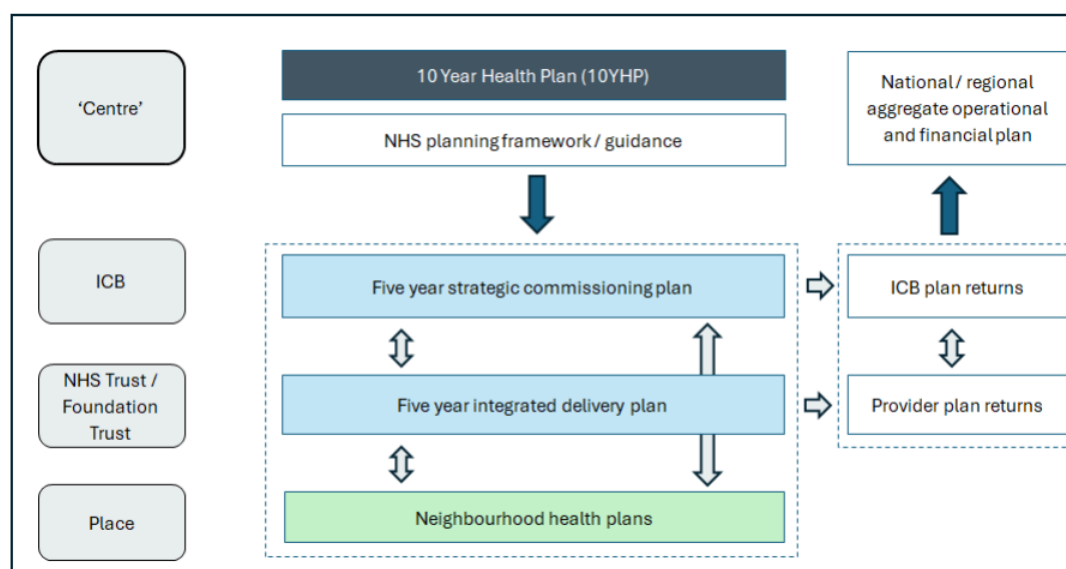 ‘Centre’
10 Year Health Plan (10YHP)
NHS planning framework / guidance
National / regional
aggregate operational
and financial plan
ICB
Five year strategic commissioning plan
ICB plan returns
NHS Trust /
Foundation
Trust
Five year integrated delivery plan
Provider plan returns
Place
Neighbourhood health plans